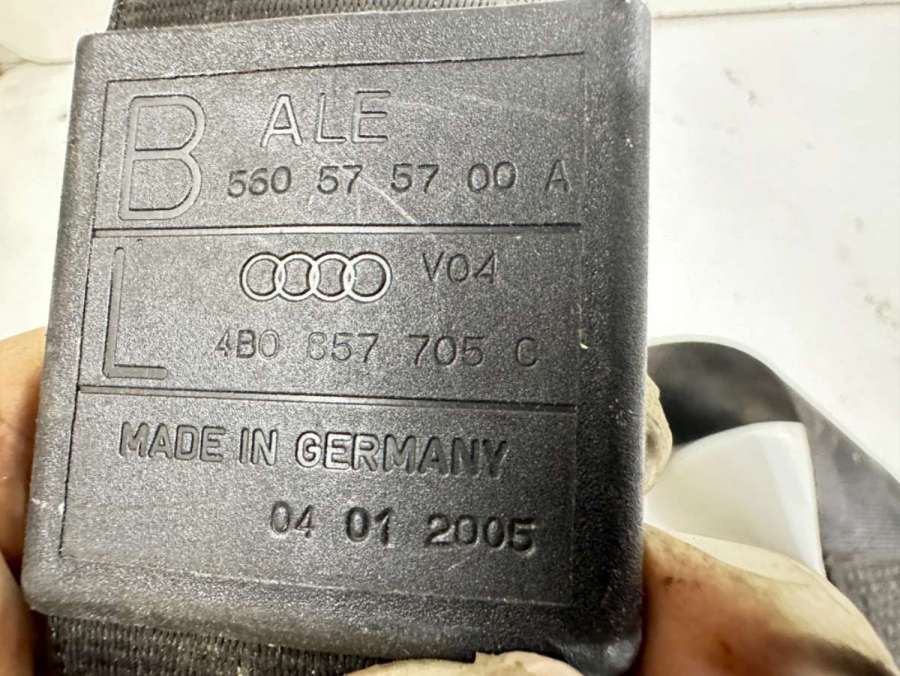 B ALE
560 57 57 00 A
L V04
4B0 857 705 C
MADE IN GERMANY
04 01 2005